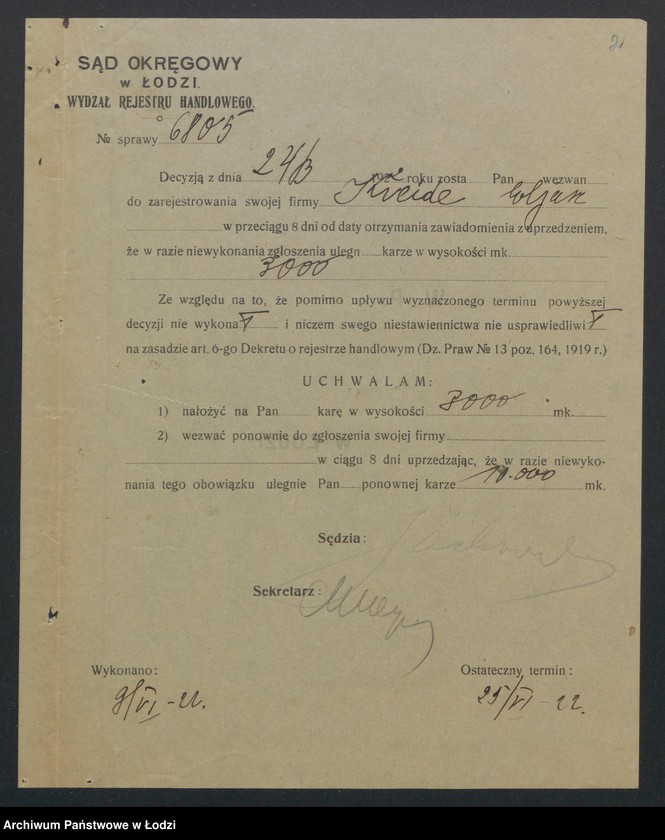 2
SĄD OKRĘGOWY
w ŁODZI.
WYDZAŁ REJESTRU HANDLOWEGO.
№ sprawy 6805
Decyzją z dnia 24/3 1922 roku zosta Pan wezwan
do zarejestrowania swojej firmy
w przeciągu 8 dni od daty otrzymania zawiadomienia z uprzedzeniem,
że w razie niewykonania zgłoszenia ulegn karze w wysokości mk.
3000
Ze względu na to, że pomimo upływu wyznaczonego terminu powyższej
decyzji nie wykona ł i niczem swego niestawiennictwa nie usprawiedliwi ł
na zasadzie art. 6-go Dekretu o rejestrze handlowym (Dz. Praw № 13 poz. 164, 1919 r.)
UCHWALAM:
1) nałożyć na Pan karę w wysokości 3000 mk.
2) wezwać ponownie do zgłoszenia swojej firmy
w ciągu 8 dni uprzedzając, że w razie niewyko-
nania tego obowiązku ulegnie Pan ponownej karze 10.000 mk.
Sędzia:
Sekretarz:
Wykonano: Ostateczny termin:
9/VI -22. 25/VI -22.
Archiwum Państwowe w Łodzi